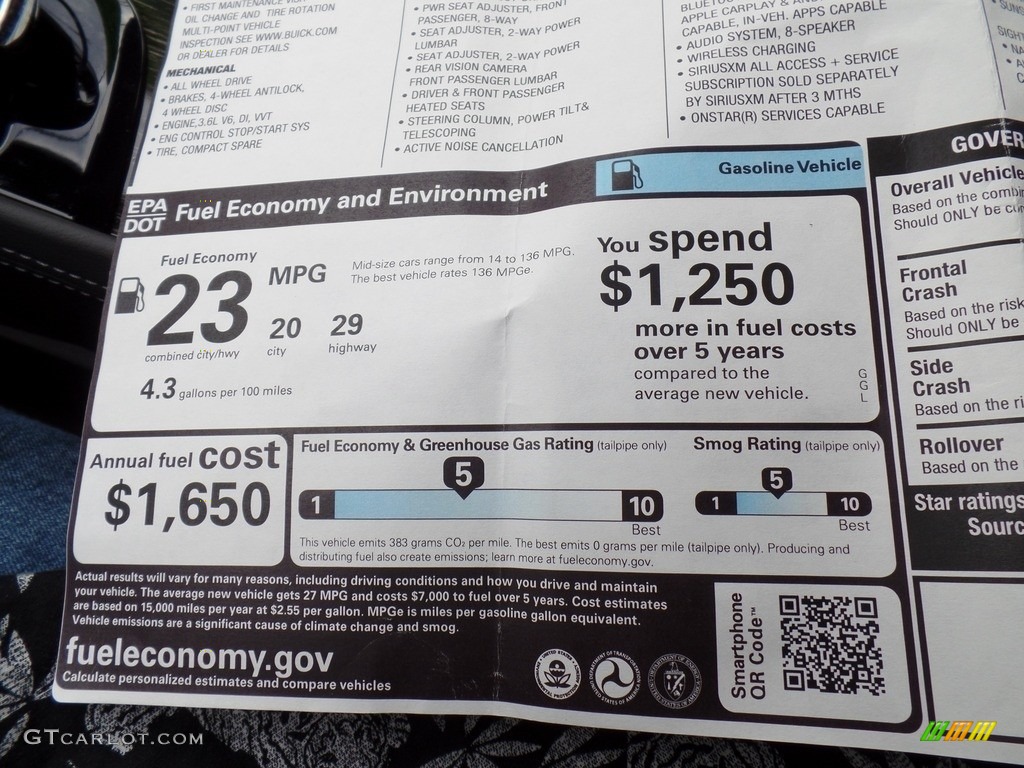 • FIRST MAINTENANCE VISIT
OIL CHANGE AND TIRE ROTATION
MULTI-POINT VEHICLE
INSPECTION SEE WWW.BUICK.COM
OR DEALER FOR DETAILS
MECHANICAL
• ALL WHEEL DRIVE
• BRAKES, 4-WHEEL ANTILOCK,
4 WHEEL DISC
• ENGINE,3.6L V6, DI, VVT
• ENG CONTROL STOP/START SYS
• TIRE, COMPACT SPARE
• PWR SEAT ADJUSTER, FRONT
PASSENGER, 8-WAY
• SEAT ADJUSTER, 2-WAY POWER
LUMBAR
• SEAT ADJUSTER, 2-WAY POWER
• REAR VISION CAMERA
FRONT PASSENGER LUMBAR
• DRIVER & FRONT PASSENGER
HEATED SEATS
• STEERING COLUMN, POWER TILT&
TELESCOPING
• ACTIVE NOISE CANCELLATION
APPLE CARPLAY &
CAPABLE, IN-VEH. APPS CAPABLE
• AUDIO SYSTEM, 8-SPEAKER
• WIRELESS CHARGING
• SIRIUSXM ALL ACCESS + SERVICE
SUBSCRIPTION SOLD SEPARATELY
BY SIRIUSXM AFTER 3 MTHS
• ONSTAR(R) SERVICES CAPABLE
EPA
DOT
Fuel Economy and Environment
Gasoline Vehicle
Fuel Economy
23 MPG
combined city/hwy
20
city
29
highway
4.3 gallons per 100 miles
Mid-size cars range from 14 to 136 MPG.
The best vehicle rates 136 MPGe.
You spend
$1,250
more in fuel costs
over 5 years
compared to the
average new vehicle.
G
G
L
Annual fuel cost
$1,650
Fuel Economy & Greenhouse Gas Rating (tailpipe only)
5
1
10
Best
Smog Rating (tailpipe only)
5
1
10
Best
This vehicle emits 383 grams CO₂ per mile. The best emits 0 grams per mile (tailpipe only). Producing and
distributing fuel also create emissions; learn more at fueleconomy.gov.
Actual results will vary for many reasons, including driving conditions and how you drive and maintain
your vehicle. The average new vehicle gets 27 MPG and costs $7,000 to fuel over 5 years. Cost estimates
are based on 15,000 miles per year at $2.55 per gallon. MPGe is miles per gasoline gallon equivalent.
Vehicle emissions are a significant cause of climate change and smog.
fueleconomy.gov
Calculate personalized estimates and compare vehicles
Smartphone
QR Code™
Overall Vehicle
Based on the
Should ONLY be
Frontal
Crash
Based on the risk
Should ONLY be
Side
Crash
Based on the
Rollover
Based on the
Star ratings
GTCARLOT.COM